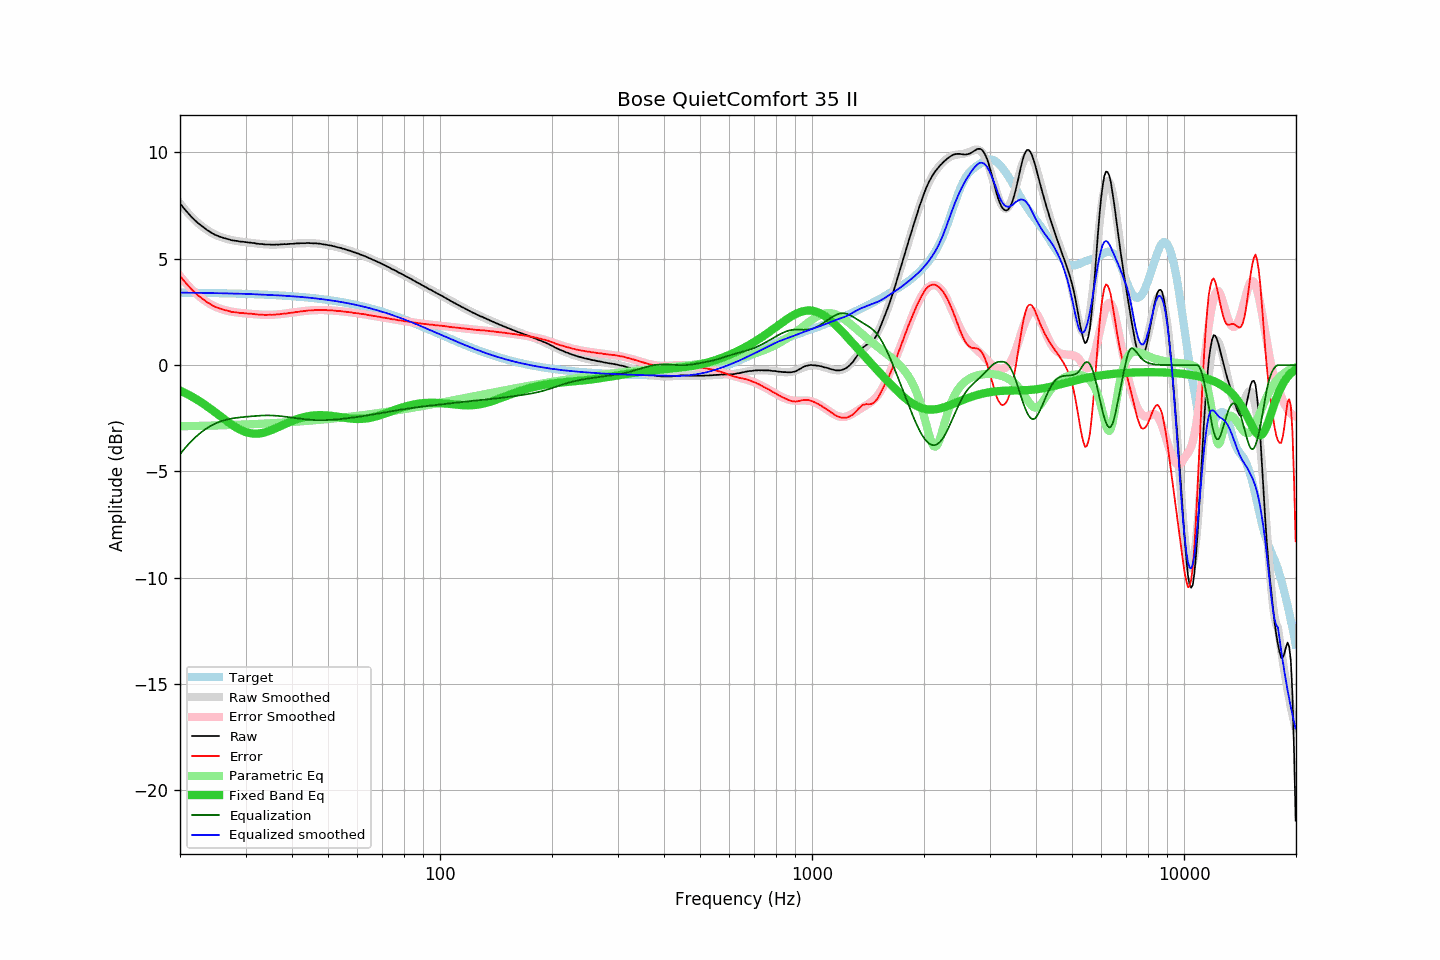 Bose QuietComfort 35 II
10
5
0
−5
−10
−15
−20
Amplitude (dBr)
Target
Raw Smoothed
Error Smoothed
Raw
Error
Parametric Eq
Fixed Band Eq
Equalization
Equalized smoothed
100
1000
10000
Frequency (Hz)